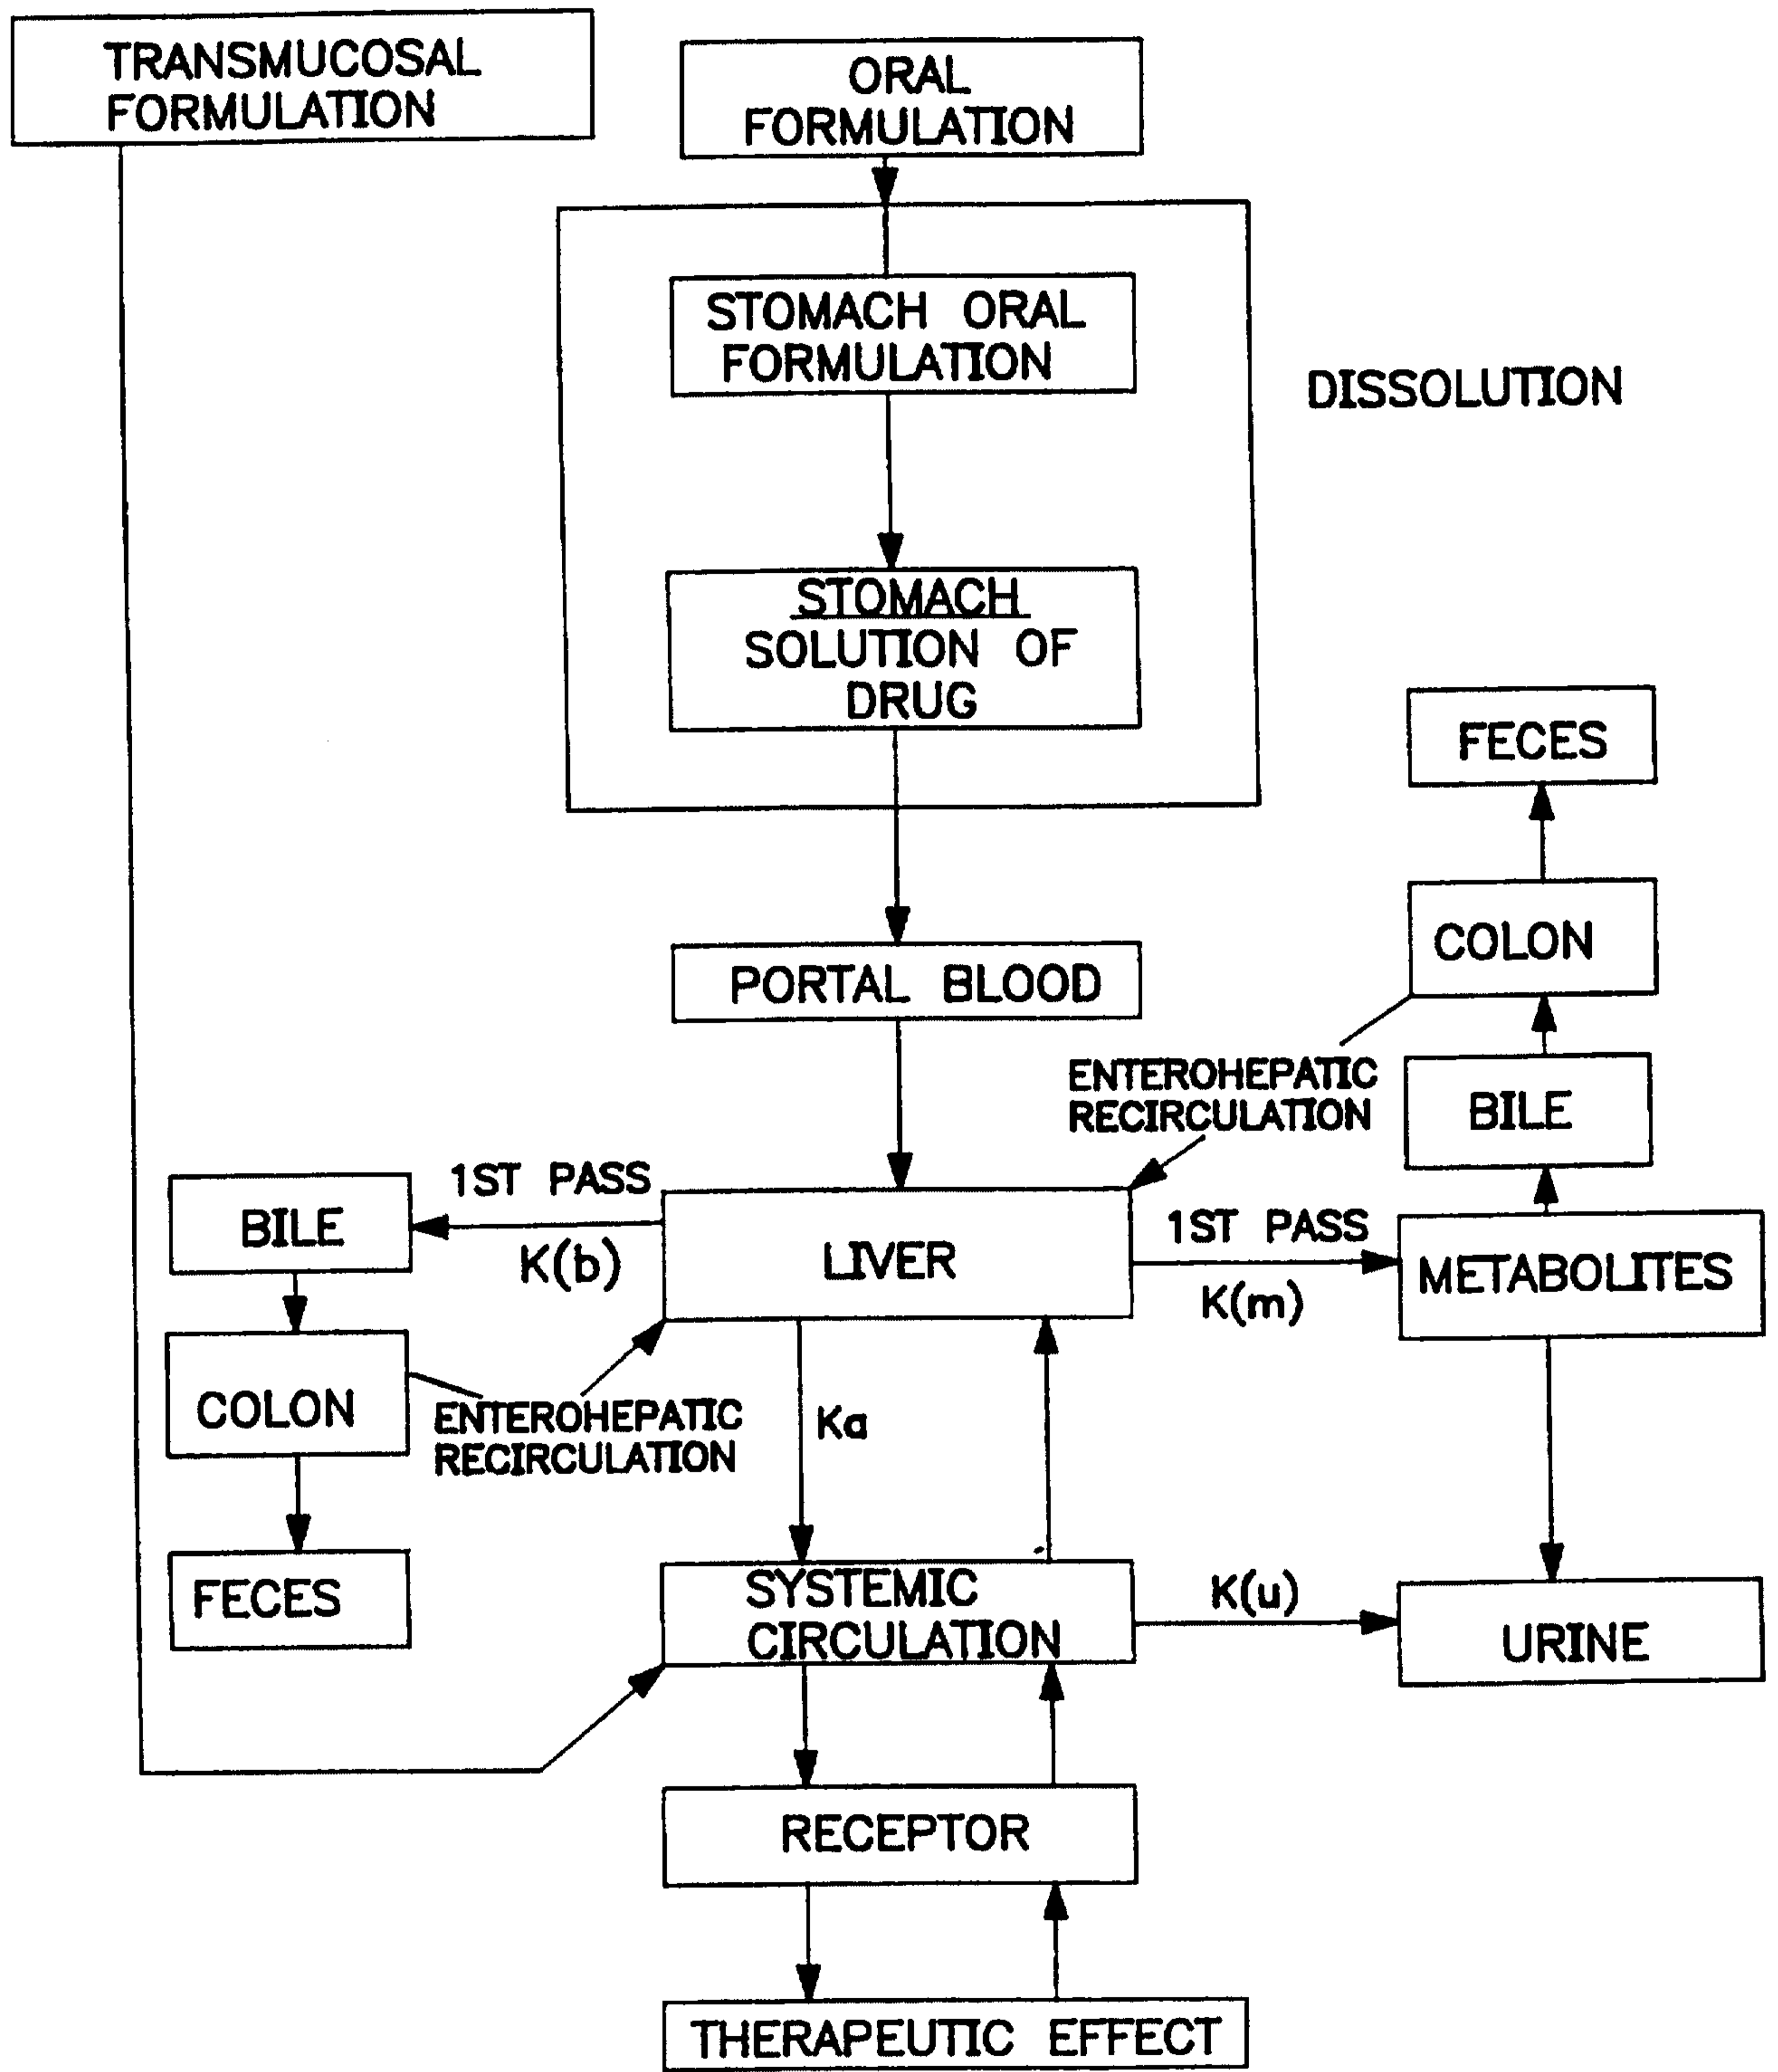 TRANSMUCOSAL
FORMULATION
ORAL
FORMULATION
STOMACH ORAL
FORMULATION
DISSOLUTION
STOMACH
SOLUTION OF
DRUG
FECES
COLON
PORTAL BLOOD
ENTEROHEPATIC
RECIRCULATION
BILE
1ST PASS
BILE
K(b)
LIVER
1ST PASS
K(m)
METABOLITES
COLON
ENTEROHEPATIC
RECIRCULATION
Ka
FECES
SYSTEMIC
CIRCULATION
K(u)
URINE
RECEPTOR
THERAPEUTIC EFFECT